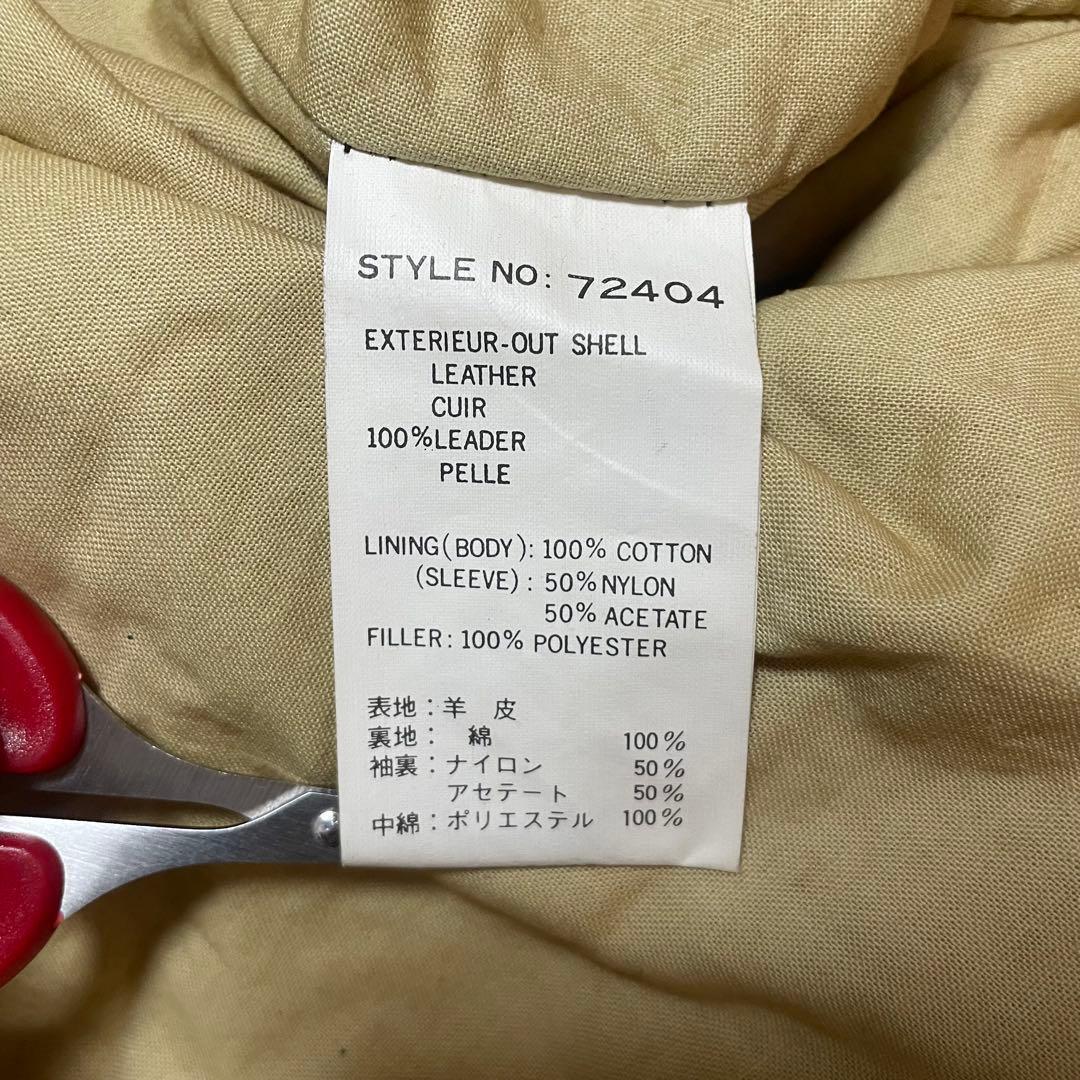 STYLE NO: 72404
EXTERIEUR-OUT SHELL
LEATHER
CUIR
100%LEADER
PELLE
LINING(BODY): 100% COTTON
(SLEEVE): 50%NYLON
50% ACETATE
FILLER: 100% POLYESTER
表地：羊 皮
裏地： 綿 100%
袖裏：ナイロン 50%
アセテート 50%
中綿：ポリエステル 100%